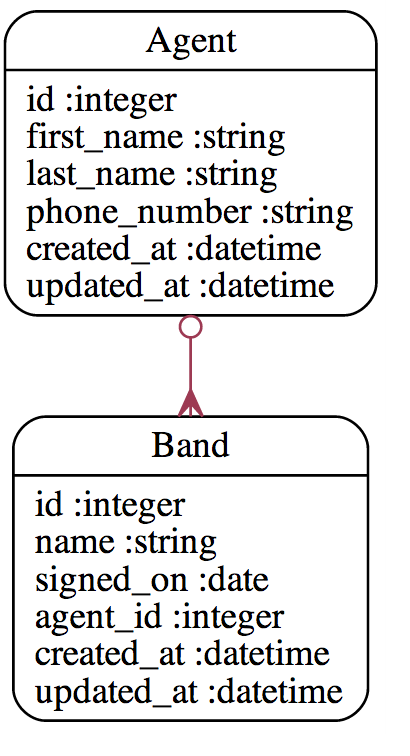 Agent
id :integer
first_name :string
last_name :string
phone_number :string
created_at :datetime
updated_at :datetime
Band
id :integer
name :string
signed_on :date
agent_id :integer
created_at :datetime
updated_at :datetime